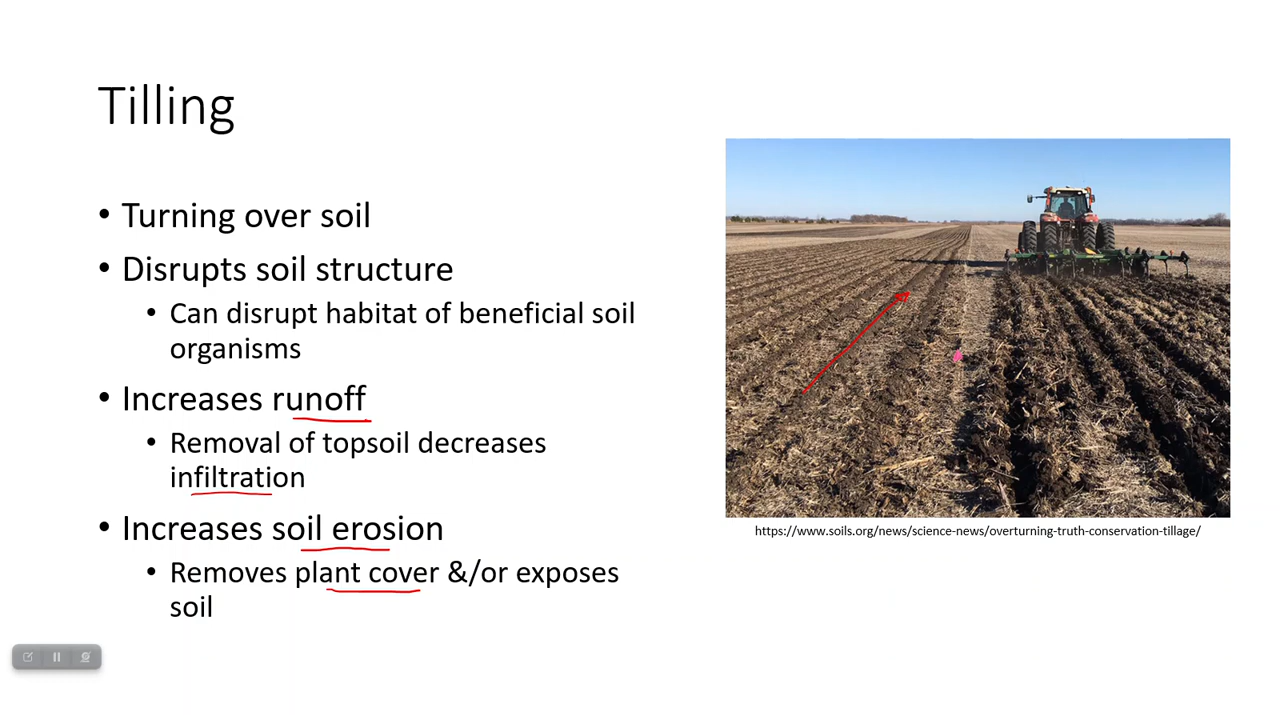 Tilling
• Turning over soil
• Disrupts soil structure
• Can disrupt habitat of beneficial soil
organisms
• Increases runoff
• Removal of topsoil decreases
infiltration
• Increases soil erosion
• Removes plant cover &/or exposes
soil
https://www.soils.org/news/science-news/overturning-truth-conservation-tillage/